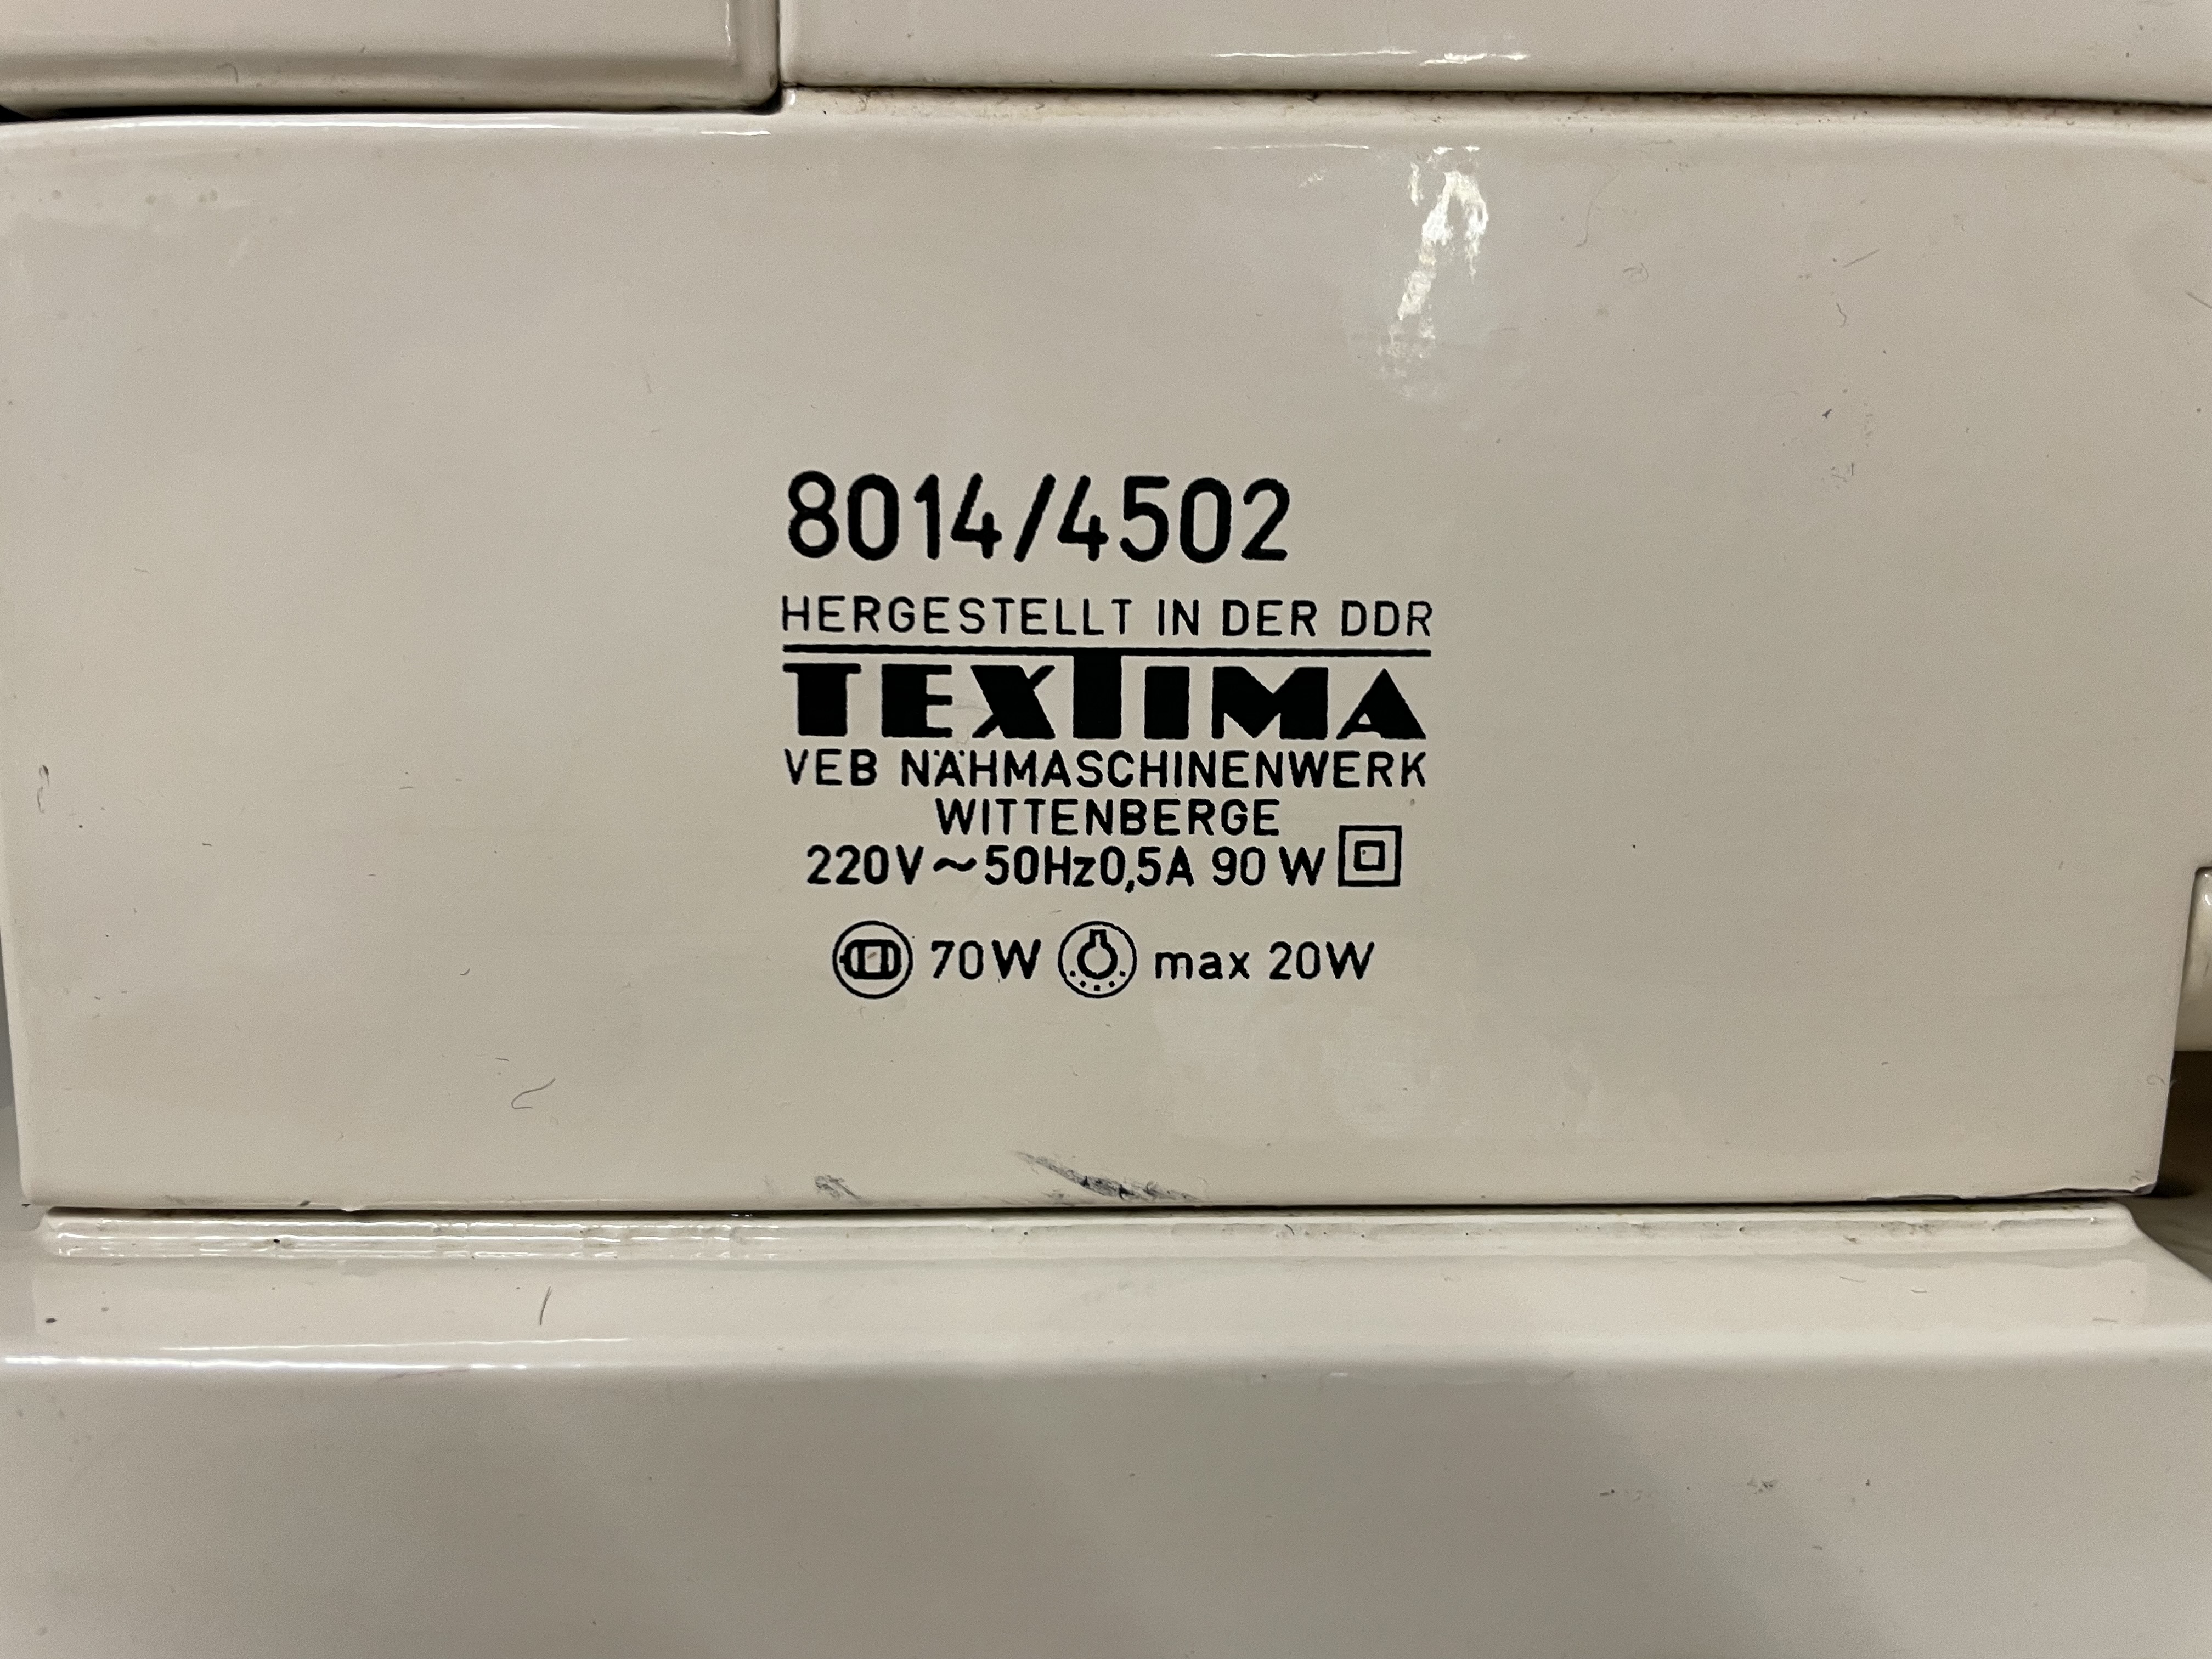 8014/4502
HERGESTELLT IN DER DDR
TEXTIMA
VEB NÄHMASCHINENWERK
WITTENBERGE
220V~50Hz0,5A 90 W
70W max 20W